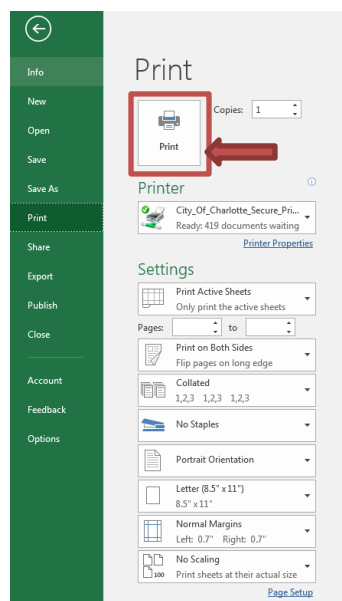 Info
New
Open
Save
Save As
Print
Share
Export
Publish
Close
Account
Feedback
Options
Print
Print
Copies: 1
Printer
City_Of_Charlotte_Secure_Pri...
Ready: 419 documents waiting
Printer Properties
Settings
Print Active Sheets
Only print the active sheets
Pages: to
Print on Both Sides
Flip pages on long edge
Collated
1,2,3 1,2,3 1,2,3
No Staples
Portrait Orientation
Letter (8.5" x 11")
8.5" x 11"
Normal Margins
Left: 0.7" Right: 0.7"
No Scaling
100
Print sheets at their actual size
Page Setup